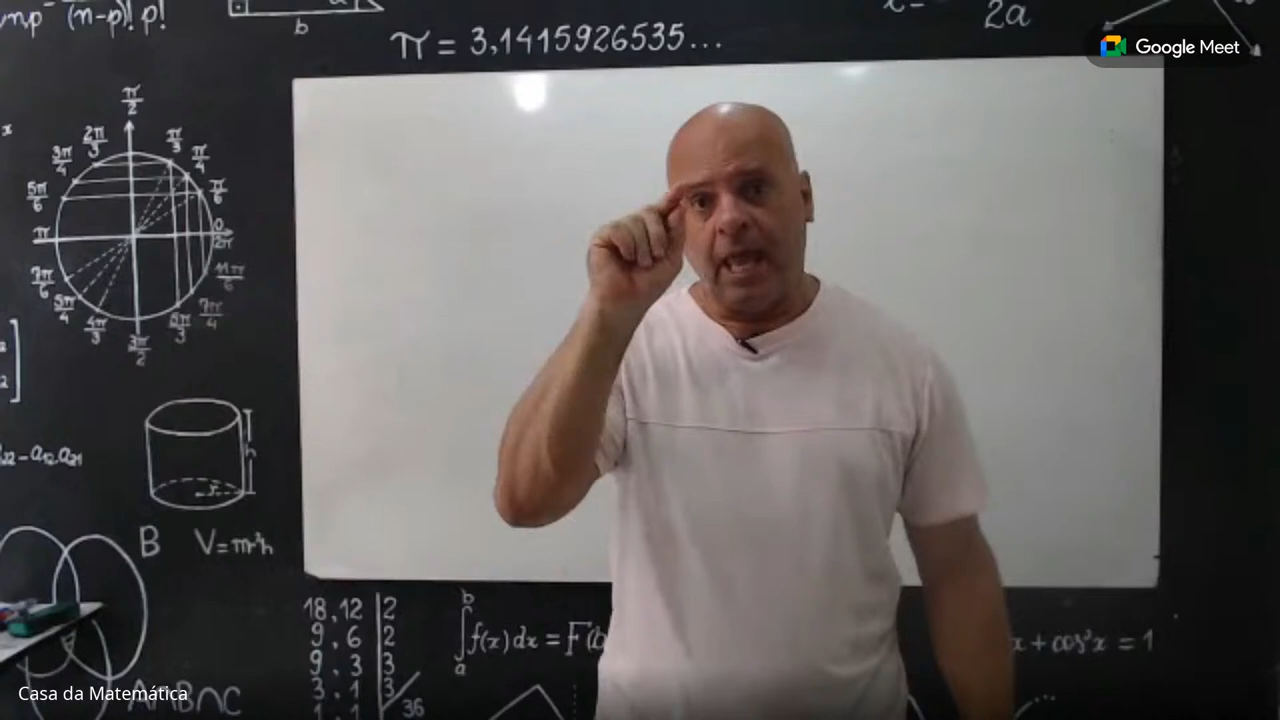 (n-p)! p!
b
π = 3,1415926535...
2a
Google Meet
π/2
2π/3
π/3
3π/4
π/4
5π/6
π/6
π
0
2π
7π/6
11π/6
5π/4
7π/4
4π/3
5π/3
3π/2
h
r
B
V=πr²h
18,12 2
9,6 2
9,3 3
3,1 3
1,1 36
b
∫ f(x) dx = F(b
a
x + cos²x = 1
Casa da Matemática
A∩B∩C